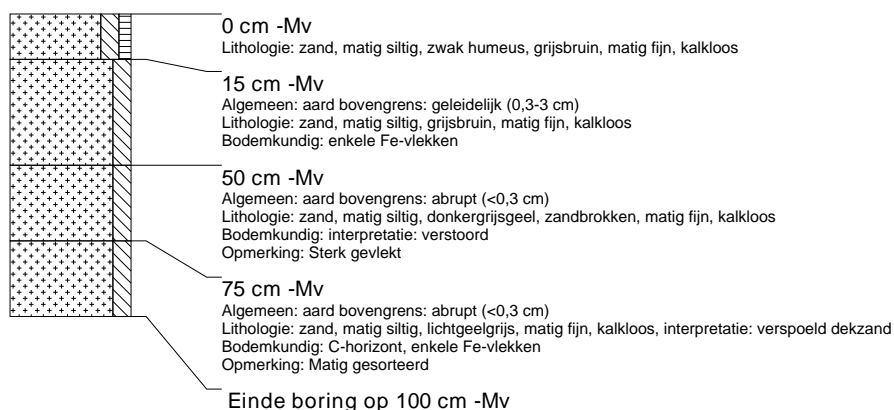 0 cm -Mv
Lithologie: zand, matig siltig, zwak humeus, grijsbruin, matig fijn, kalkloos
15 cm -Mv
Algemeen: aard bovengrens: geleidelijk (0,3-3 cm)
Lithologie: zand, matig siltig, grijsbruin, matig fijn, kalkloos
Bodemkundig: enkele Fe-vlekken
50 cm -Mv
Algemeen: aard bovengrens: abrupt (<0,3 cm)
Lithologie: zand, matig siltig, donkergrijsgeel, zandbrokken, matig fijn, kalkloos
Bodemkundig: interpretatie: verstoord
Opmerking: Sterk gevlekt
75 cm -Mv
Algemeen: aard bovengrens: abrupt (<0,3 cm)
Lithologie: zand, matig siltig, lichtgeelgrijs, matig fijn, kalkloos, interpretatie: verspoeld dekzand
Bodemkundig: C-horizont, enkele Fe-vlekken
Opmerking: Matig gesorteerd
Einde boring op 100 cm -Mv